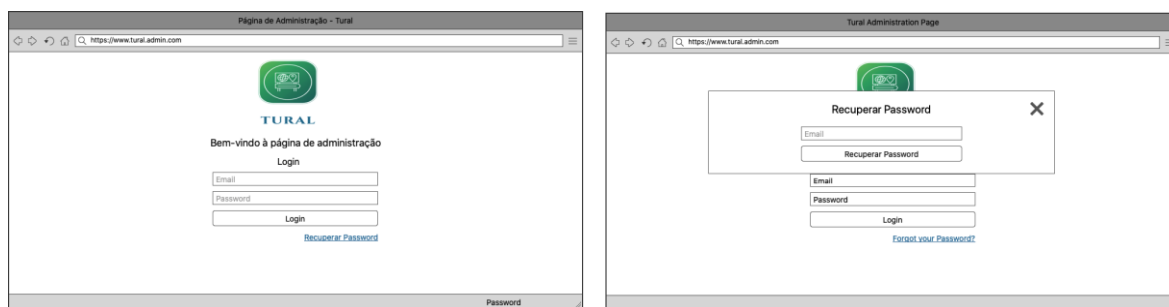 Página de Administração - Tural
https://www.tural.admin.com
TURAL
Bem-vindo à página de administração
Login
Email
Password
Login
Recuperar Password
Password
Tural Administration Page
https://www.tural.admin.com
Recuperar Password
Email
Recuperar Password
Email
Password
Login
Forgot your Password?